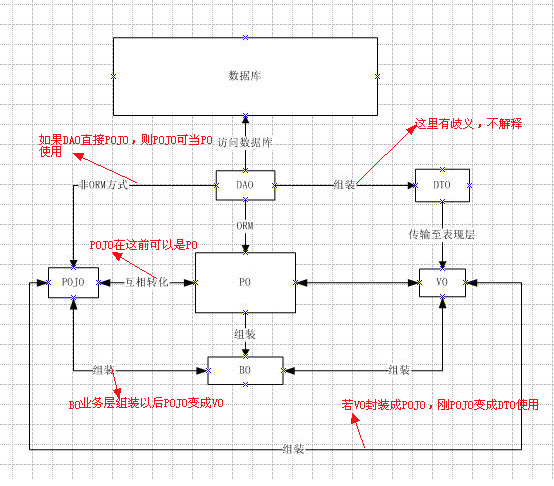 数据库
这里有歧义，不解释
如果DAO直接POJO，则POJO可当PO
使用
访问数据库
非ORM方式
DAO
组装
DTO
ORM
传输至表现层
POJO在这前可以是PO
POJO
互相转化
PO
VO
组装
组装
BO
组装
BO业务层组装以后POJO变成VO
若VO封装成POJO，刚POJO变成DTO使用
组装